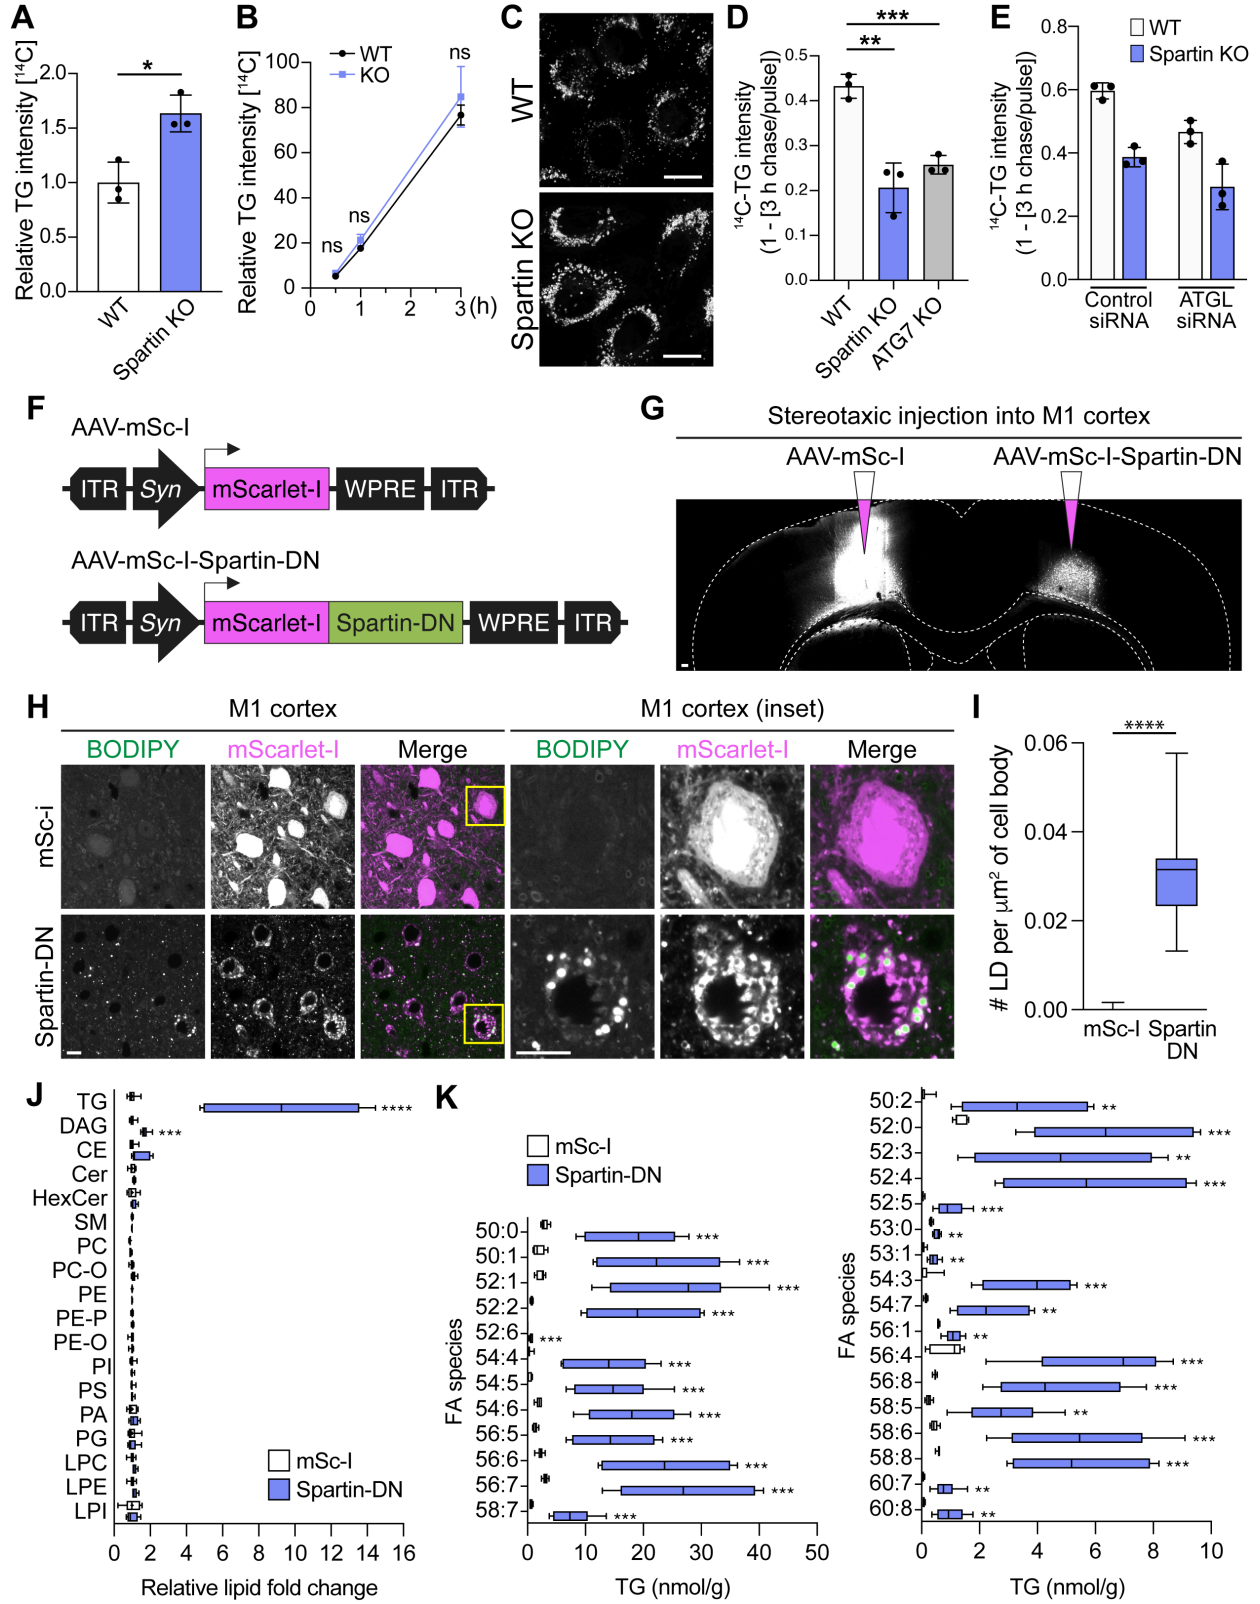 A
Relative TG intensity [¹⁴C]
2.0
1.5
1.0
0.5
0.0
*
WT
Spartin KO
B
Relative TG intensity [¹⁴C]
WT
KO
100
80
60
40
20
0
ns
ns
ns
0 1 2 3 (h)
C
WT
Spartin KO
D
¹⁴C-TG intensity
(1 - [3 h chase/pulse])
0.5
0.4
0.3
0.2
0.1
0.0
***
**
WT
Spartin KO
ATG7 KO
E
¹⁴C-TG intensity
(1 - [3 h chase/pulse])
WT
Spartin KO
0.8
0.6
0.4
0.2
0.0
Control
siRNA
ATGL
siRNA
F
AAV-mSc-I
ITR Syn mScarlet-I WPRE ITR
AAV-mSc-I-Spartin-DN
ITR Syn mScarlet-I Spartin-DN WPRE ITR
G
Stereotaxic injection into M1 cortex
AAV-mSc-I AAV-mSc-I-Spartin-DN
H
M1 cortex M1 cortex (inset)
BODIPY mScarlet-I Merge BODIPY mScarlet-I Merge
mSc-i
Spartin-DN
I
# LD per μm² of cell body
****
0.06
0.04
0.02
0.00
mSc-I Spartin
DN
J
TG ****
DAG ***
CE
Cer
HexCer
SM
PC
PC-O
PE
PE-P
PE-O
PI
PS
PA
PG
LPC
LPE
LPI
mSc-I
Spartin-DN
0 2 4 6 8 10 12 14 16
Relative lipid fold change
K
mSc-I
Spartin-DN
FA species
50:0 ***
50:1 ***
52:1 ***
52:2 ***
52:6 ***
54:4 ***
54:5 ***
54:6 ***
56:5 ***
56:6 ***
56:7 ***
58:7 ***
0 10 20 30 40 50
TG (nmol/g)
FA species
50:2 **
52:0 ***
52:3 **
52:4 ***
52:5 ***
53:0 **
53:1 **
54:3 ***
54:7 **
56:1 **
56:4 ***
56:8 ***
58:5 **
58:6 ***
58:8 ***
60:7 **
60:8 **
0 2 4 6 8 10
TG (nmol/g)